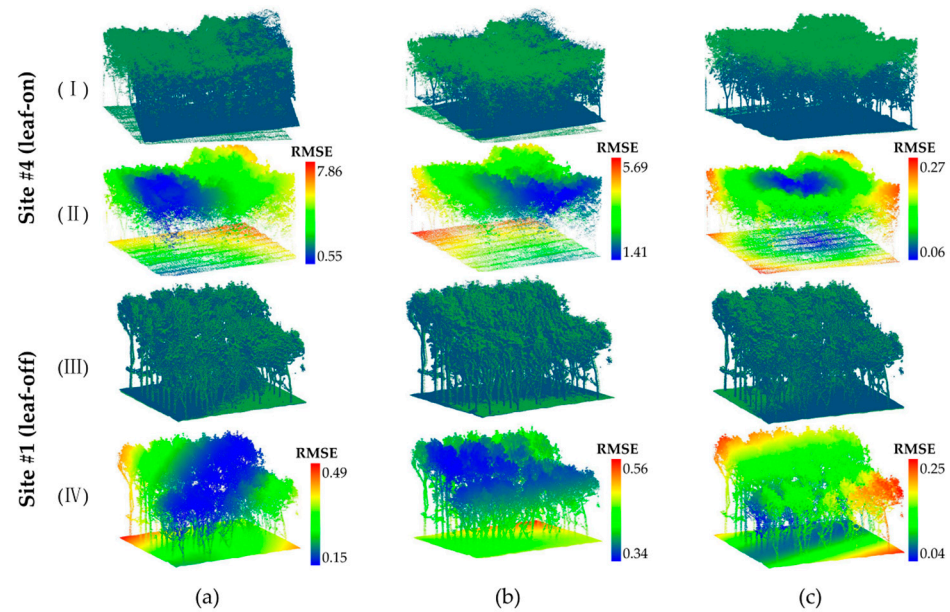 Site #4 (leaf-on)
(Ⅰ)
(Ⅱ)
RMSE
7.86
0.55
RMSE
5.69
1.41
RMSE
0.27
0.06
Site #1 (leaf-off)
(Ⅲ)
(Ⅳ)
RMSE
0.49
0.15
RMSE
0.56
0.34
RMSE
0.25
0.04
(a)
(b)
(c)